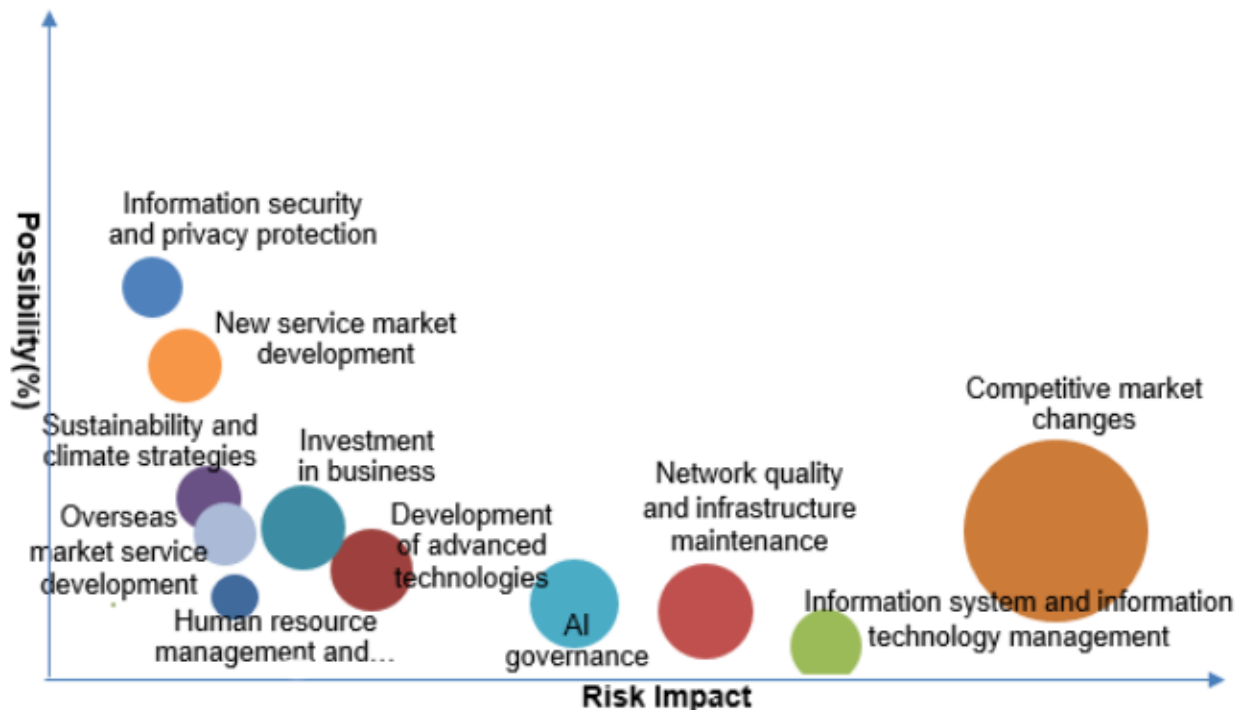 Possibility(%)
Information security
and privacy protection
New service market
development
Sustainability and
climate strategies
Investment
in business
Overseas
market service
development
Development
of advanced
technologies
Human resource
management and...
AI
governance
Network quality
and infrastructure
maintenance
Competitive market
changes
Information system and information
technology management
Risk Impact